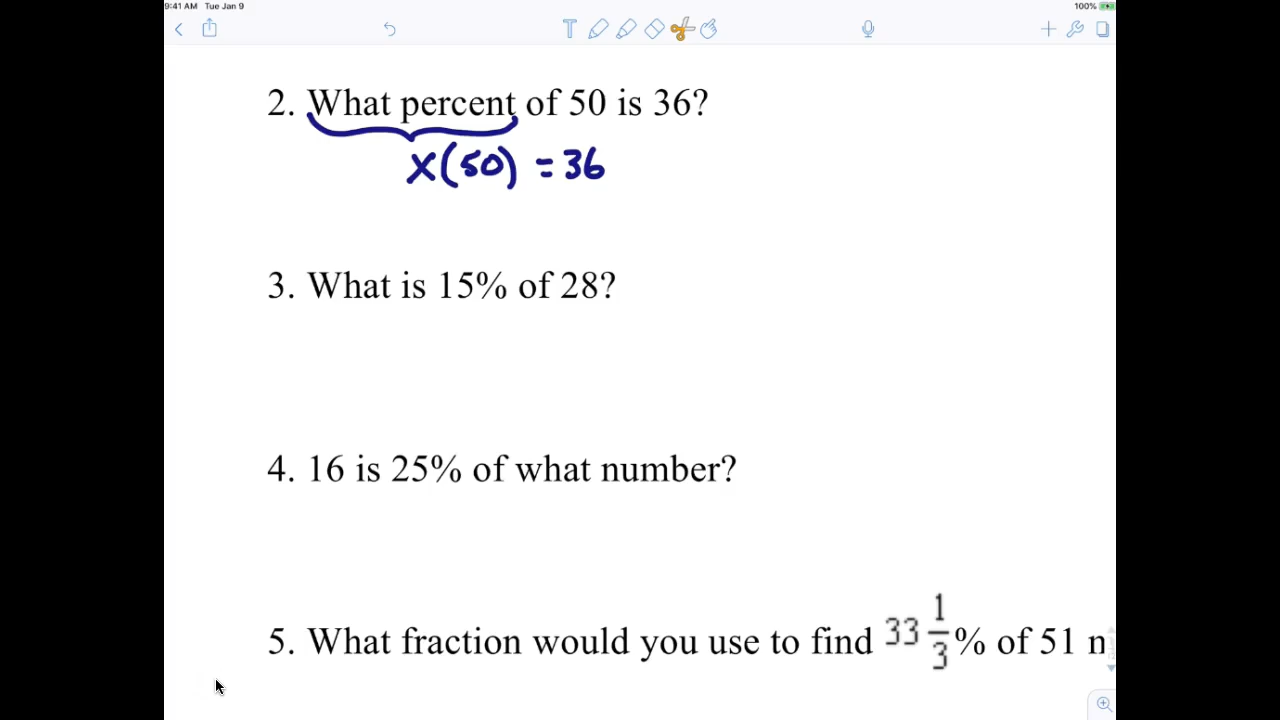 9:41 AM Tue Jan 9
100%
2. What percent of 50 is 36?
x(50) = 36
3. What is 15% of 28?
4. 16 is 25% of what number?
5. What fraction would you use to find 33 1/3 % of 51 n